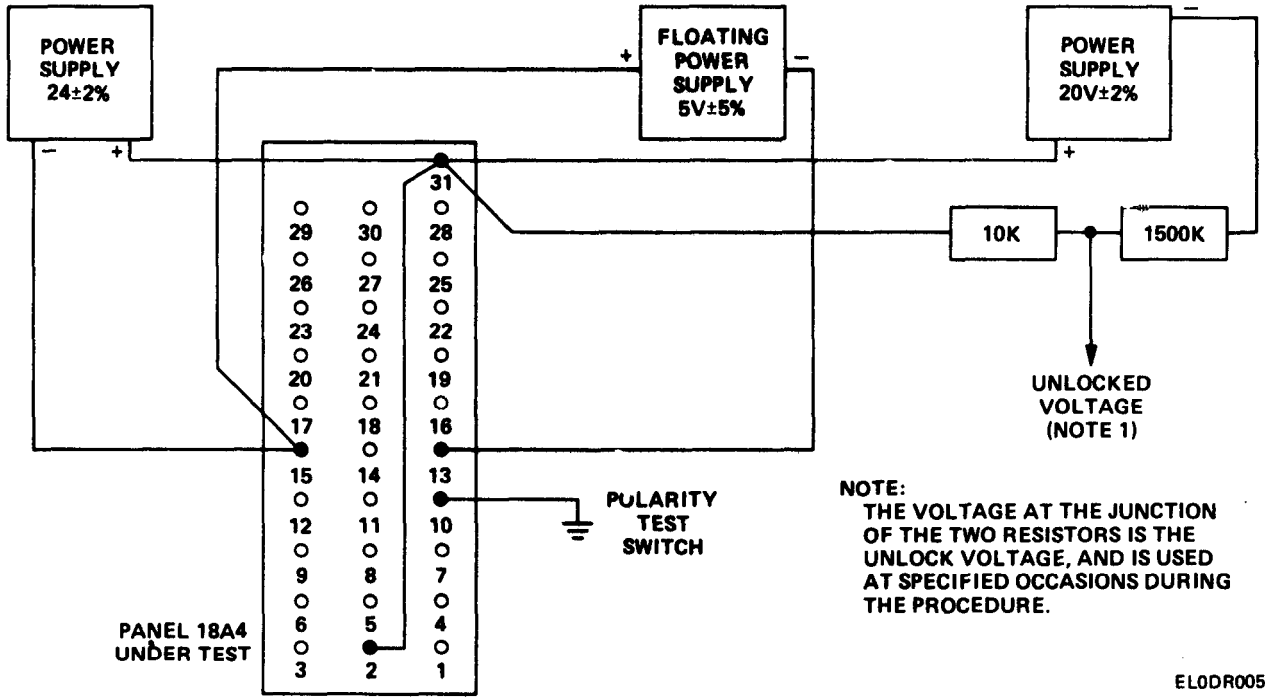 POWER
SUPPLY
24±2%
- +
+
FLOATING
POWER
SUPPLY
5V±5%
-
POWER
SUPPLY
20V±2%
-
+
31
29 30 28
26 27 25
23 24 22
20 21 19
17 18 16
15 14 13
12 11 10
9 8 7
6 5 4
3 2 1
10K
1500K
UNLOCKED
VOLTAGE
(NOTE 1)
POLARITY
TEST
SWITCH
PANEL 18A4
UNDER TEST
NOTE:
THE VOLTAGE AT THE JUNCTION
OF THE TWO RESISTORS IS THE
UNLOCK VOLTAGE, AND IS USED
AT SPECIFIED OCCASIONS DURING
THE PROCEDURE.
EL0DR005